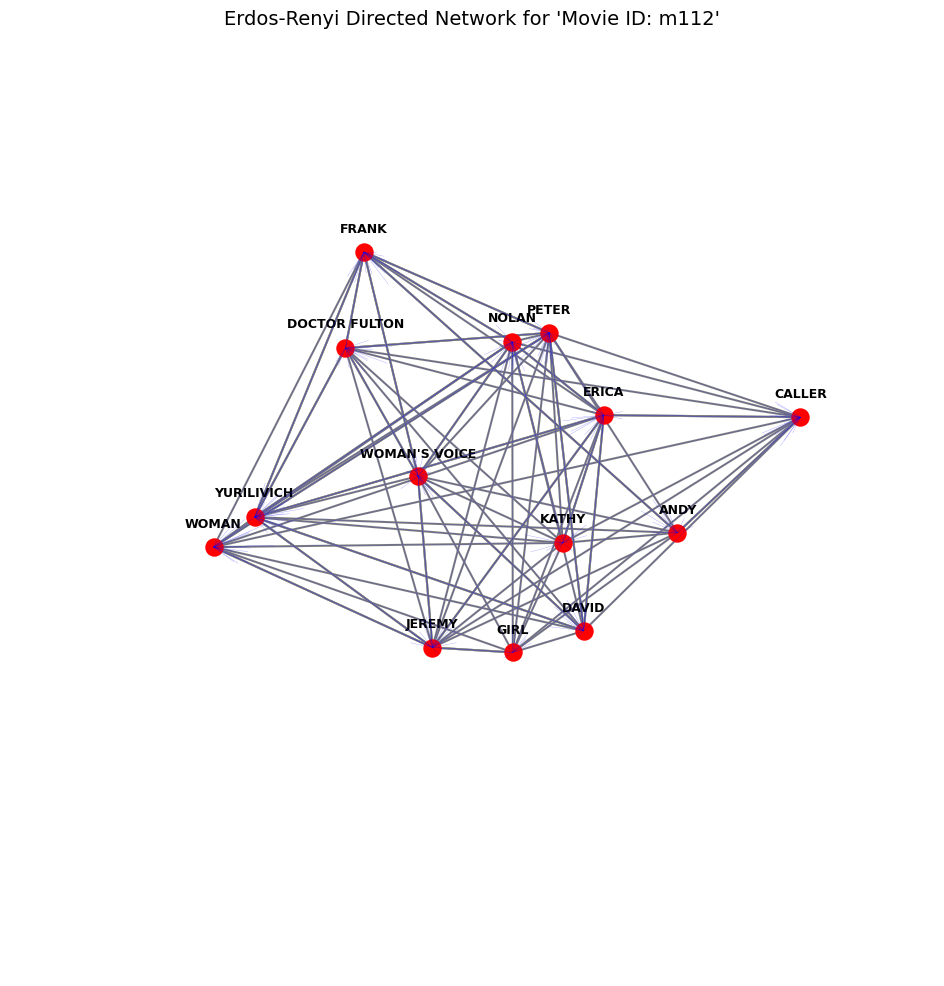 Erdos-Renyi Directed Network for 'Movie ID: m112'
FRANK
PETER
NOLAN
DOCTOR FULTON
ERICA
CALLER
WOMAN'S VOICE
YURILIVICH
ANDY
KATHY
WOMAN
DAVID
JEREMY
GIRL